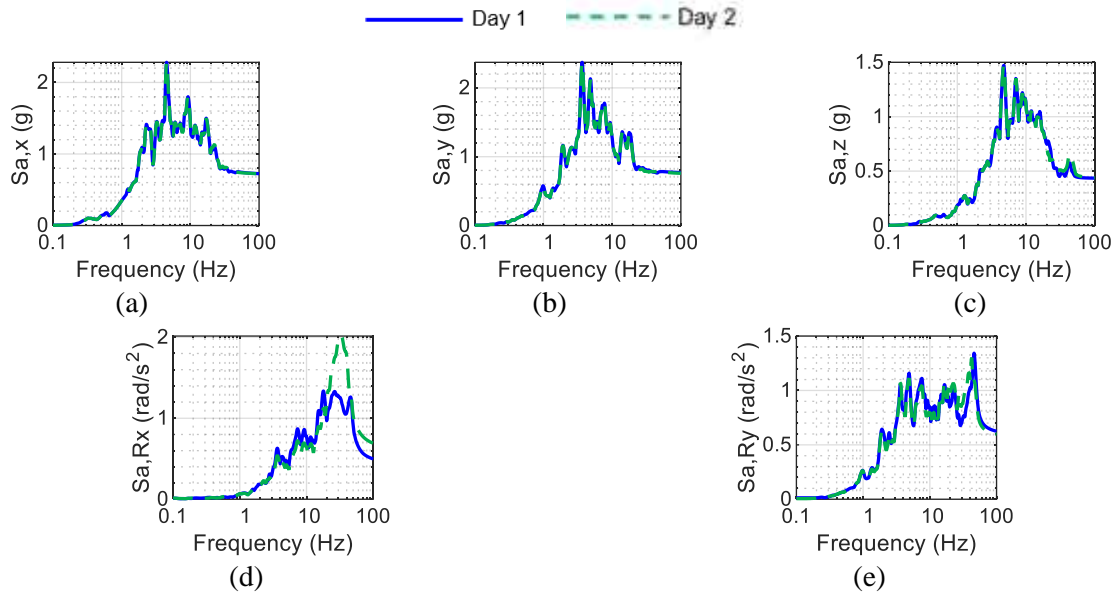 Day 1 Day 2
Sa,x (g)
2
1
0
0.1 1 10 100
Frequency (Hz)
(a)
Sa,y (g)
2
1
0
0.1 1 10 100
Frequency (Hz)
(b)
Sa,z (g)
1.5
1
0.5
0
0.1 1 10 100
Frequency (Hz)
(c)
Sa,Rx (rad/s²)
2
1
0
0.1 1 10 100
Frequency (Hz)
(d)
Sa,Ry (rad/s²)
1.5
1
0.5
0
0.1 1 10 100
Frequency (Hz)
(e)